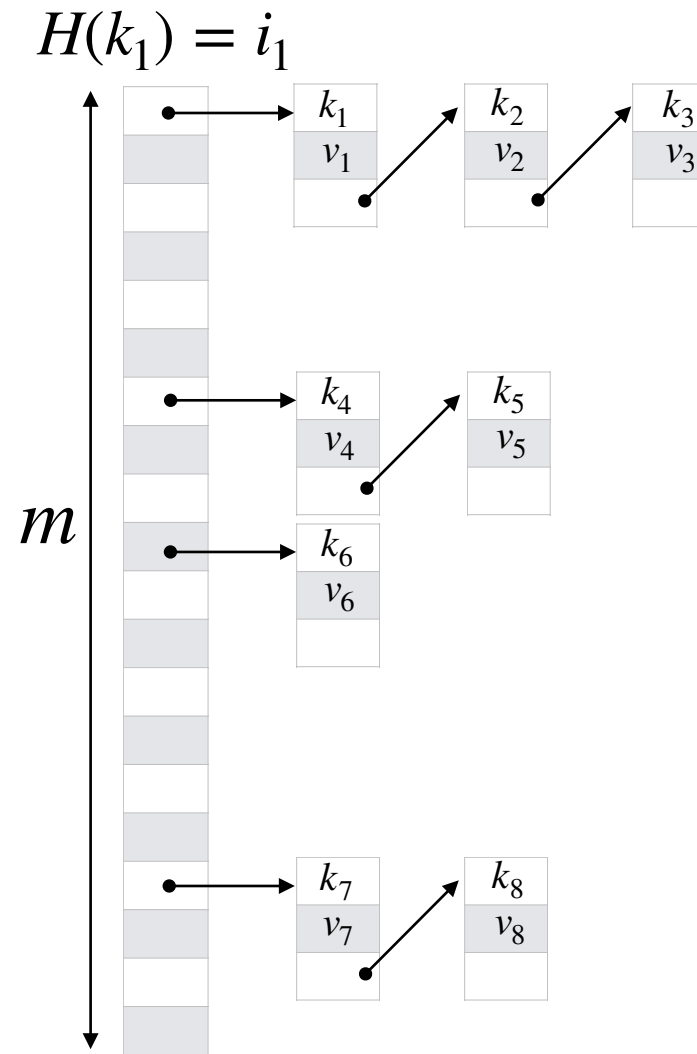 H(k₁) = i₁
k₁ k₂ k₃
v₁ v₂ v₃
k₄ k₅
v₄ v₅
m
k₆
v₆
k₇ k₈
v₇ v₈